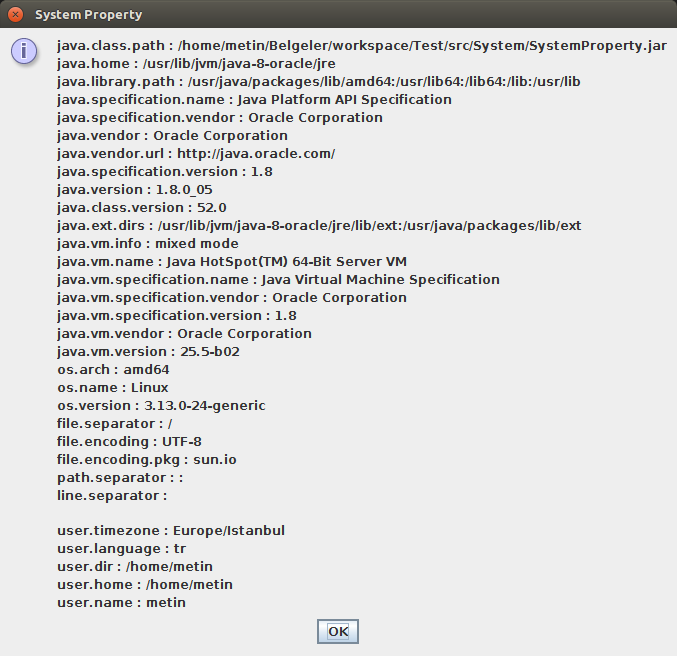 System Property
java.class.path : /home/metin/Belgeler/workspace/Test/src/System/SystemProperty.jar
java.home : /usr/lib/jvm/java-8-oracle/jre
java.library.path : /usr/java/packages/lib/amd64:/usr/lib64:/lib64:/lib:/usr/lib
java.specification.name : Java Platform API Specification
java.specification.vendor : Oracle Corporation
java.vendor : Oracle Corporation
java.vendor.url : http://java.oracle.com/
java.specification.version : 1.8
java.version : 1.8.0_05
java.class.version : 52.0
java.ext.dirs : /usr/lib/jvm/java-8-oracle/jre/lib/ext:/usr/java/packages/lib/ext
java.vm.info : mixed mode
java.vm.name : Java HotSpot(TM) 64-Bit Server VM
java.vm.specification.name : Java Virtual Machine Specification
java.vm.specification.vendor : Oracle Corporation
java.vm.specification.version : 1.8
java.vm.vendor : Oracle Corporation
java.vm.version : 25.5-b02
os.arch : amd64
os.name : Linux
os.version : 3.13.0-24-generic
file.separator : /
file.encoding : UTF-8
file.encoding.pkg : sun.io
path.separator : :
line.separator :
user.timezone : Europe/Istanbul
user.language : tr
user.dir : /home/metin
user.home : /home/metin
user.name : metin
OK